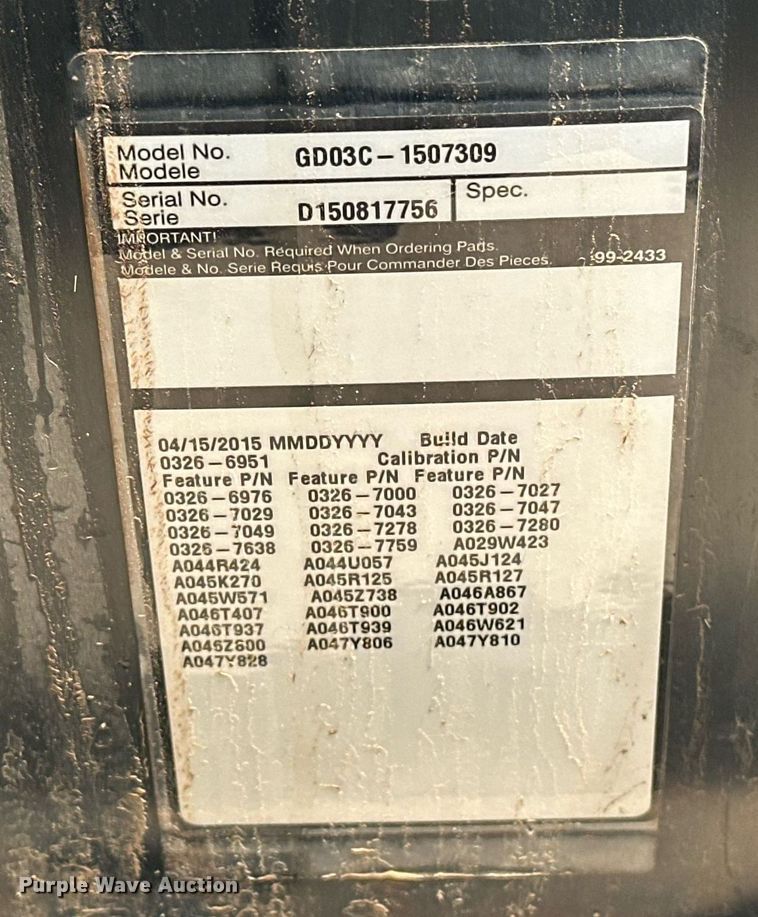 Model No.
Modele
GD03C-1507309
Serial No.
Serie
D150817756
Spec.
IMPORTANT!
Model & Serial No. Required When Ordering Parts.
Modele & No. Serie Requis Pour Commander Des Pieces.
99-2433
04/15/2015 MMDDYYYY Build Date
0326-6951 Calibration P/N
Feature P/N Feature P/N Feature P/N
0326-6976 0326-7000 0326-7027
0326-7029 0326-7043 0326-7047
0326-7049 0326-7278 0326-7280
0326-7638 0326-7759 A029W423
A044R424 A044U057 A045J124
A045K270 A045R125 A045R127
A045W571 A045Z738 A046A867
A046T407 A046T900 A046T902
A046T937 A046T939 A046W621
A047Y806 A047Y810
A047Y828
Purple Wave Auction